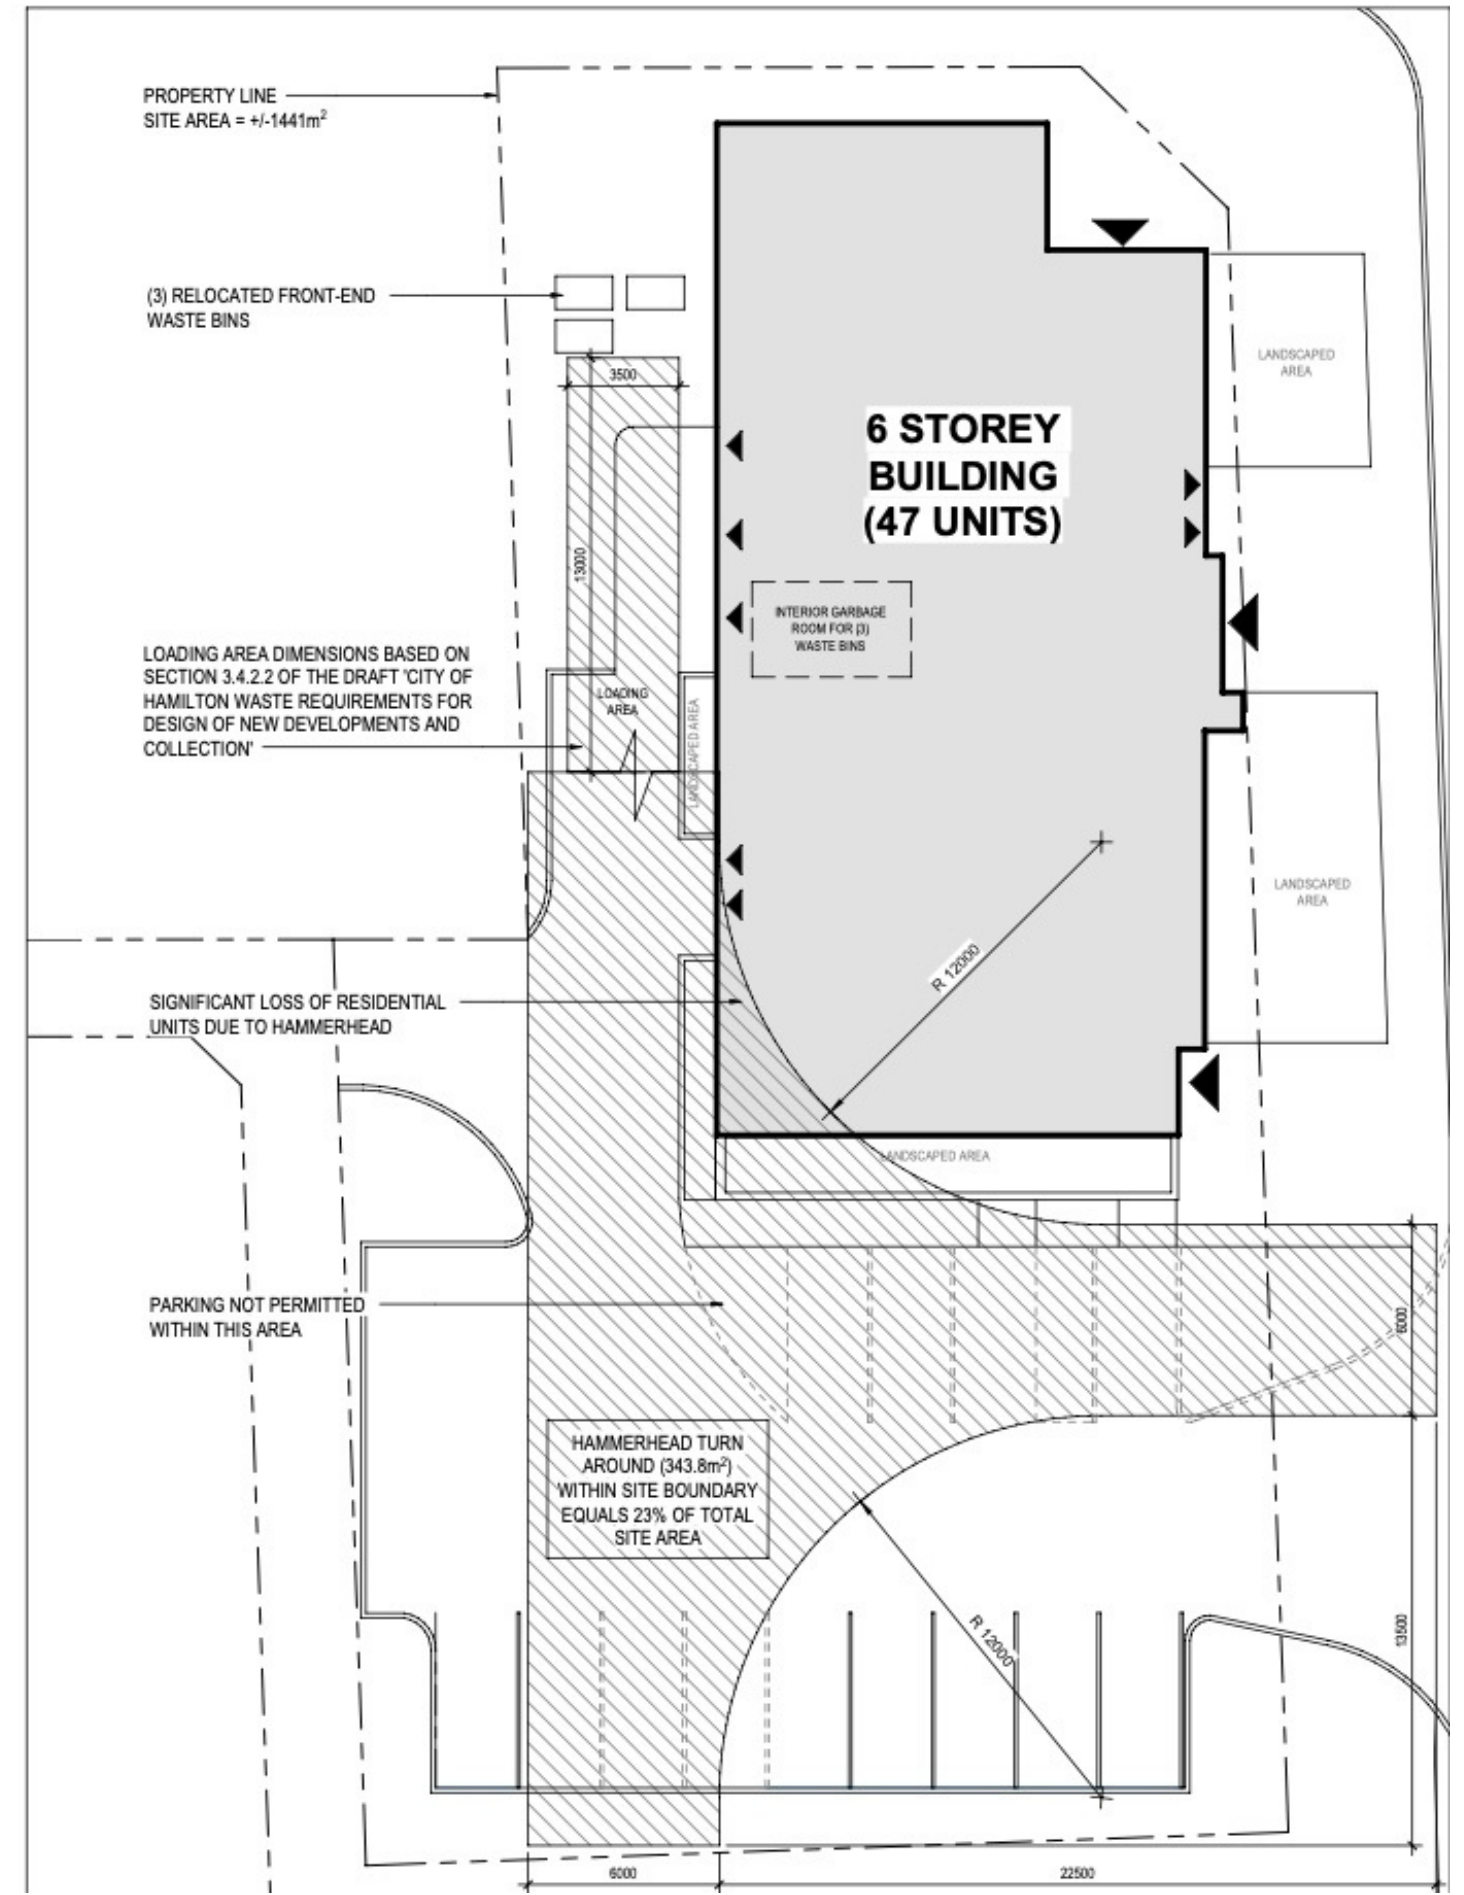 PROPERTY LINE
SITE AREA = +/-1441m²
(3) RELOCATED FRONT-END
WASTE BINS
3500
6 STOREY
BUILDING
(47 UNITS)
LANDSCAPED
AREA
13000
INTERIOR GARBAGE
ROOM FOR (3)
WASTE BINS
LOADING AREA DIMENSIONS BASED ON
SECTION 3.4.2.2 OF THE DRAFT 'CITY OF
HAMILTON WASTE REQUIREMENTS FOR
DESIGN OF NEW DEVELOPMENTS AND
COLLECTION'
LOADING
AREA
LANDSCAPED AREA
LANDSCAPED
AREA
R 12000
SIGNIFICANT LOSS OF RESIDENTIAL
UNITS DUE TO HAMMERHEAD
LANDSCAPED AREA
PARKING NOT PERMITTED
WITHIN THIS AREA
6000
HAMMERHEAD TURN
AROUND (343.8m²)
WITHIN SITE BOUNDARY
EQUALS 23% OF TOTAL
SITE AREA
R 12000
13500
6000
22500